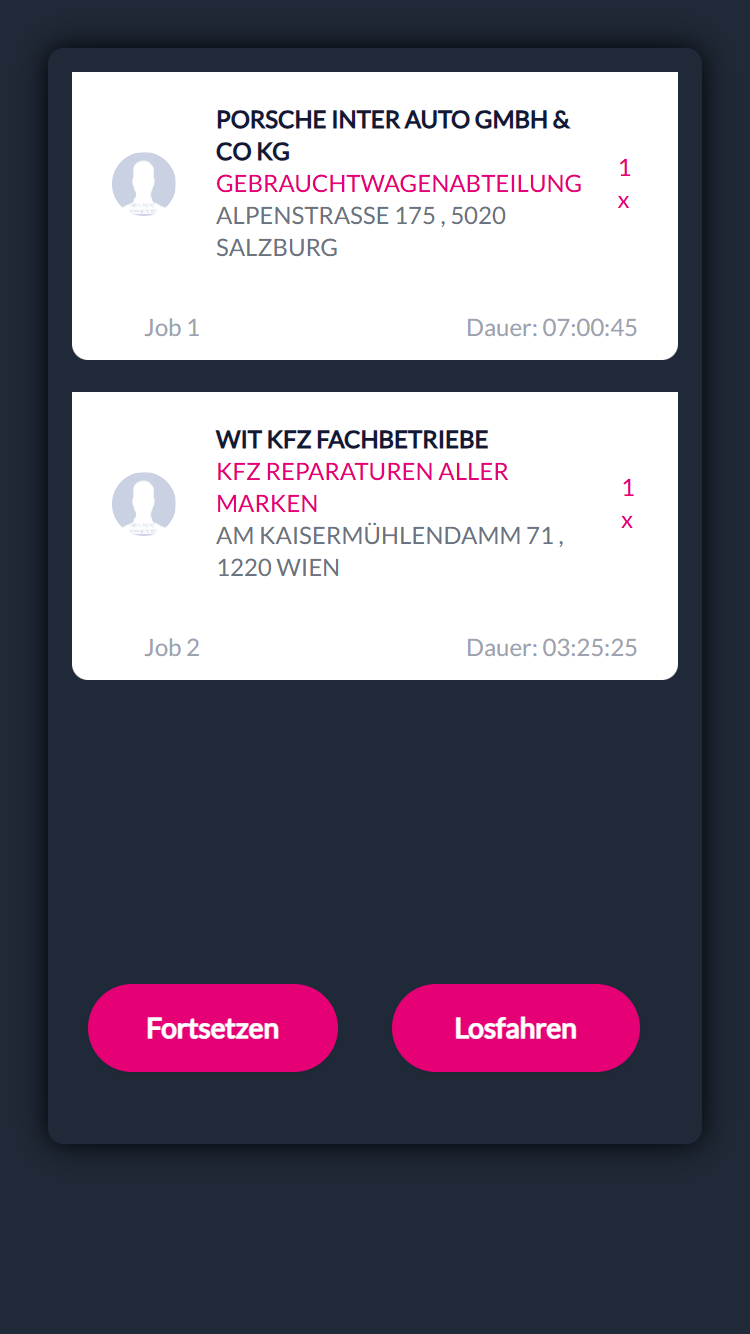 PORSCHE INTER AUTO GMBH &
CO KG
GEBRAUCHTWAGENABTEILUNG
ALPENSTRASSE 175 , 5020
SALZBURG
1
x
Job 1
Dauer: 07:00:45
WIT KFZ FACHBETRIEBE
KFZ REPARATUREN ALLER
MARKEN
AM KAISERMÜHLENDAMM 71 ,
1220 WIEN
1
x
Job 2
Dauer: 03:25:25
Fortsetzen
Losfahren